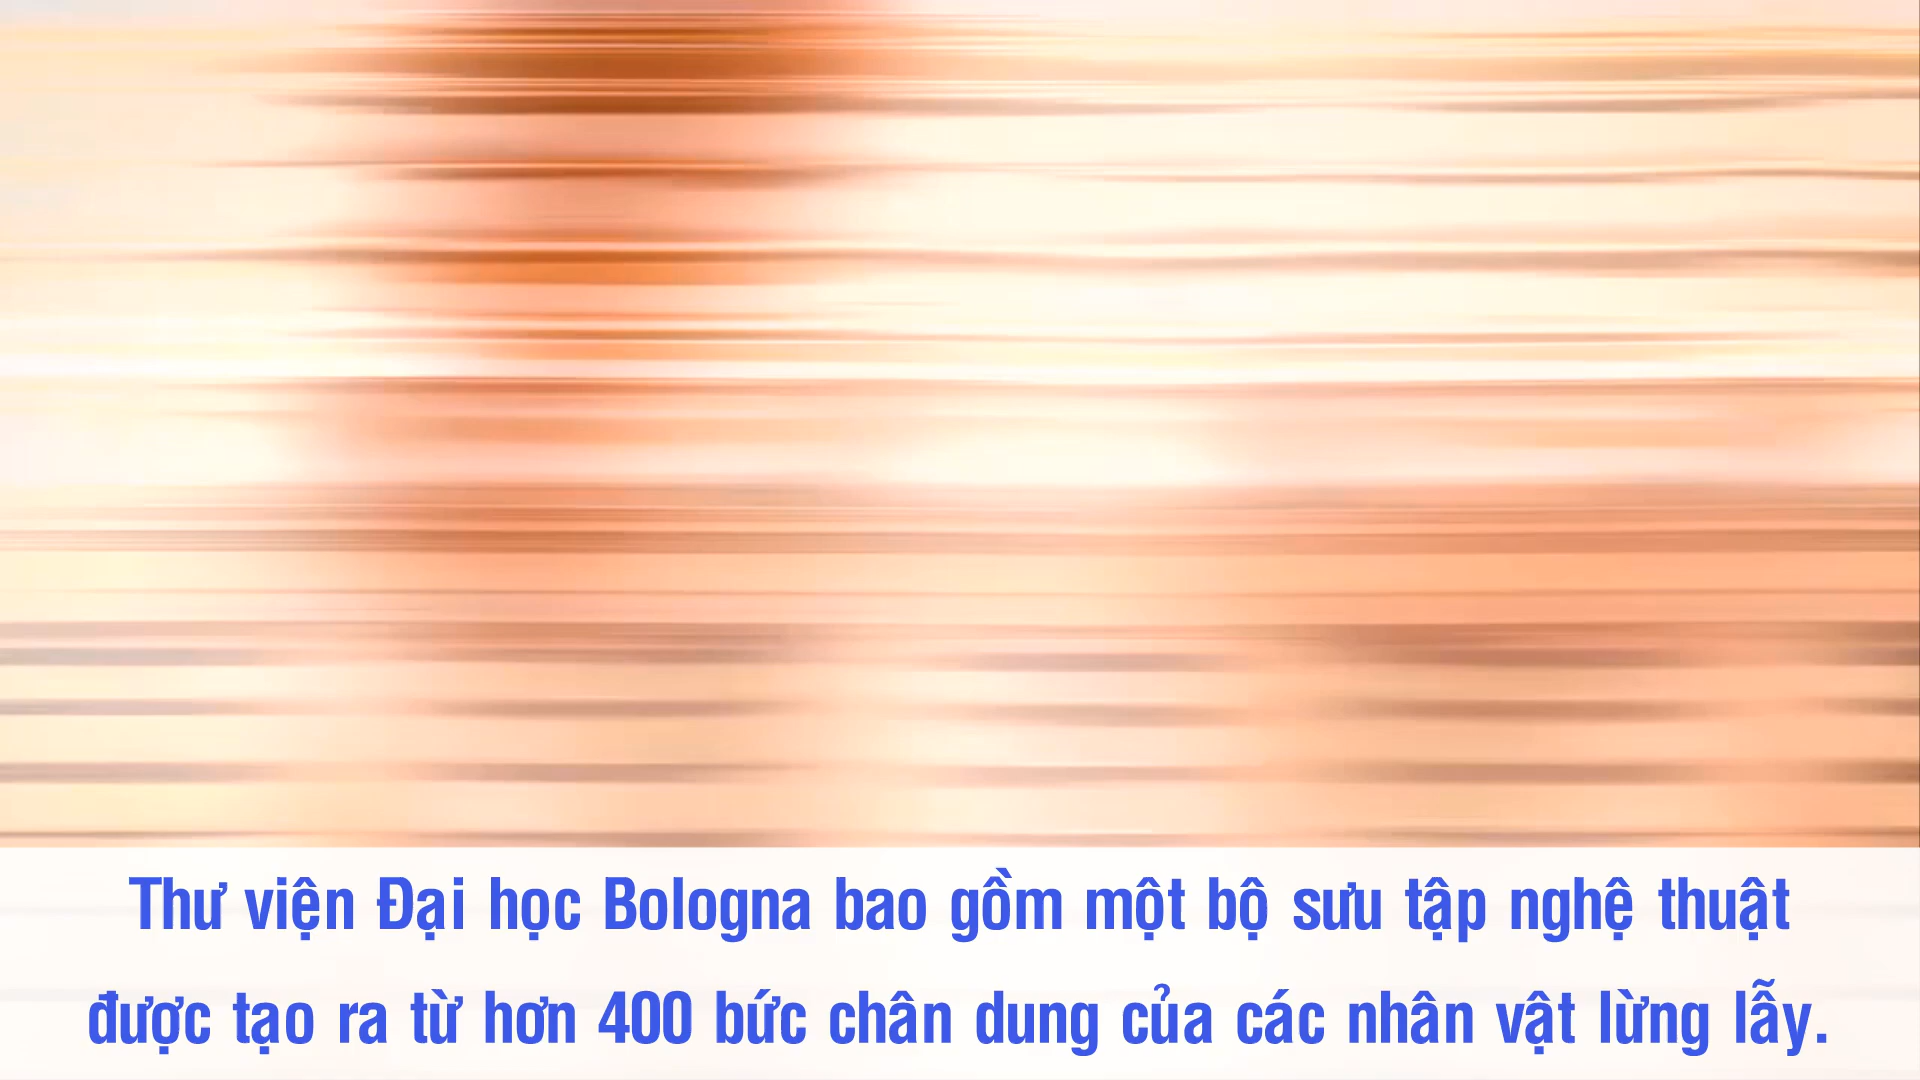 Thư viện Đại học Bologna bao gồm một bộ sưu tập nghệ thuật
được tạo ra từ hơn 400 bức chân dung của các nhân vật lừng lẫy.